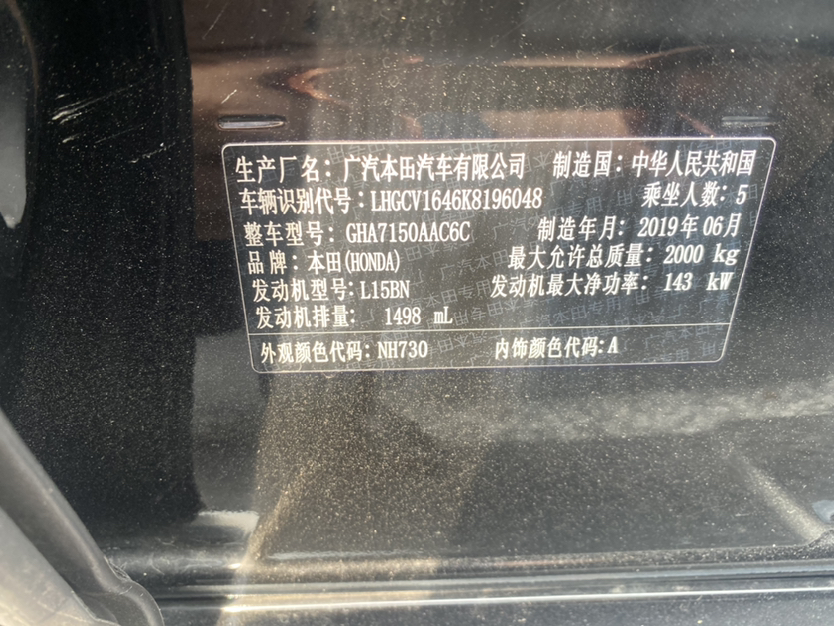 生产厂名：广汽本田汽车有限公司 制造国：中华人民共和国
车辆识别代号：LHGCV1646K8196048 乘坐人数：5
整车型号：GHA7150AAC6C 制造年月：2019年06月
品牌：本田(HONDA) 最大允许总质量：2000 kg
发动机型号：L15BN 发动机最大净功率：143 kW
发动机排量：1498 mL
外观颜色代码：NH730 内饰颜色代码：A